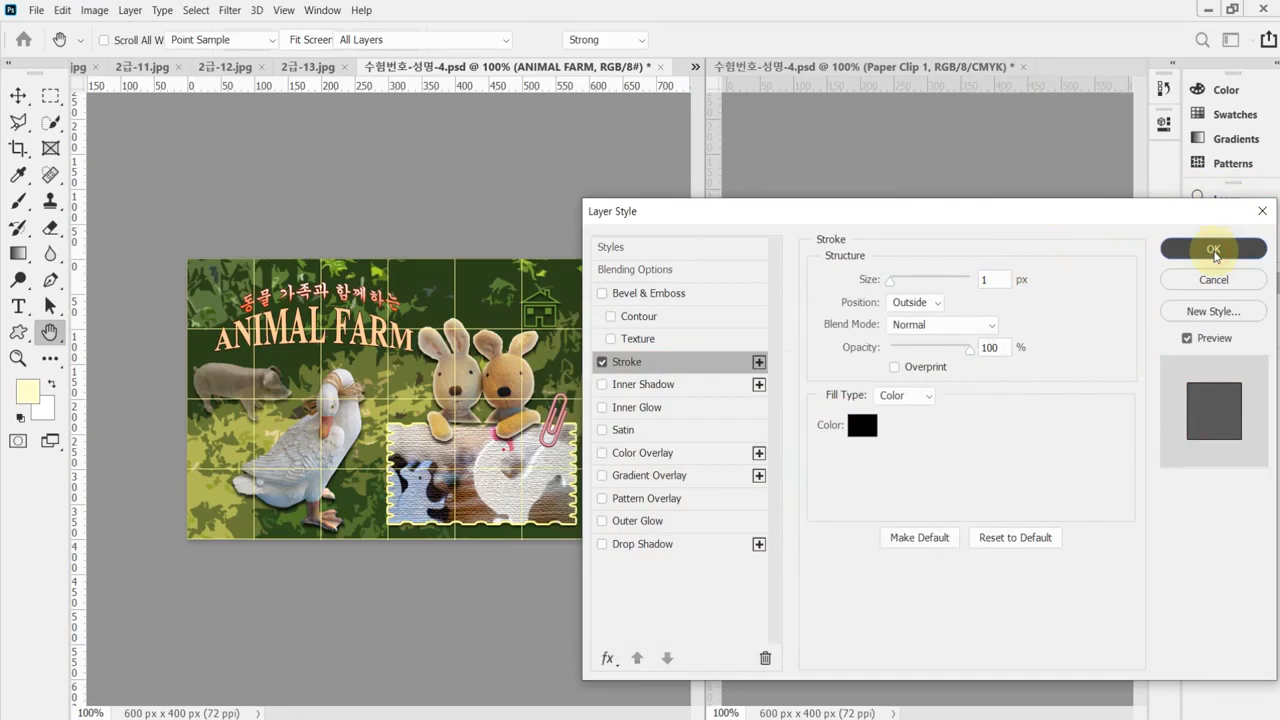 Ps File Edit Image Layer Type Select Filter 3D View Window Help
Scroll All W Point Sample Fit Screen All Layers Strong
jpg × 2급-11.jpg × 2급-12.jpg × 2급-13.jpg × 수험번호-성명-4.psd @ 100% (ANIMAL FARM, RGB/8#) * × 수험번호-성명-4.psd @ 100% (Paper Clip 1, RGB/8/CMYK) * ×
150 100 50 0 50 100 150 200 250 300 350 400 450 500 550 600 650 700
Color
Swatches
Gradients
Patterns
동물 가족과 함께하는
ANIMAL FARM
Layer Style
Styles
Blending Options
Bevel & Emboss
Contour
Texture
Stroke
Inner Shadow
Inner Glow
Satin
Color Overlay
Gradient Overlay
Pattern Overlay
Outer Glow
Drop Shadow
fx
Stroke
Structure
Size: 1 px
Position: Outside
Blend Mode: Normal
Opacity: 100 %
Overprint
Fill Type: Color
Color:
Make Default Reset to Default
OK
Cancel
New Style...
Preview
100% 600 px x 400 px (72 ppi)
100% 600 px x 400 px (72 ppi)